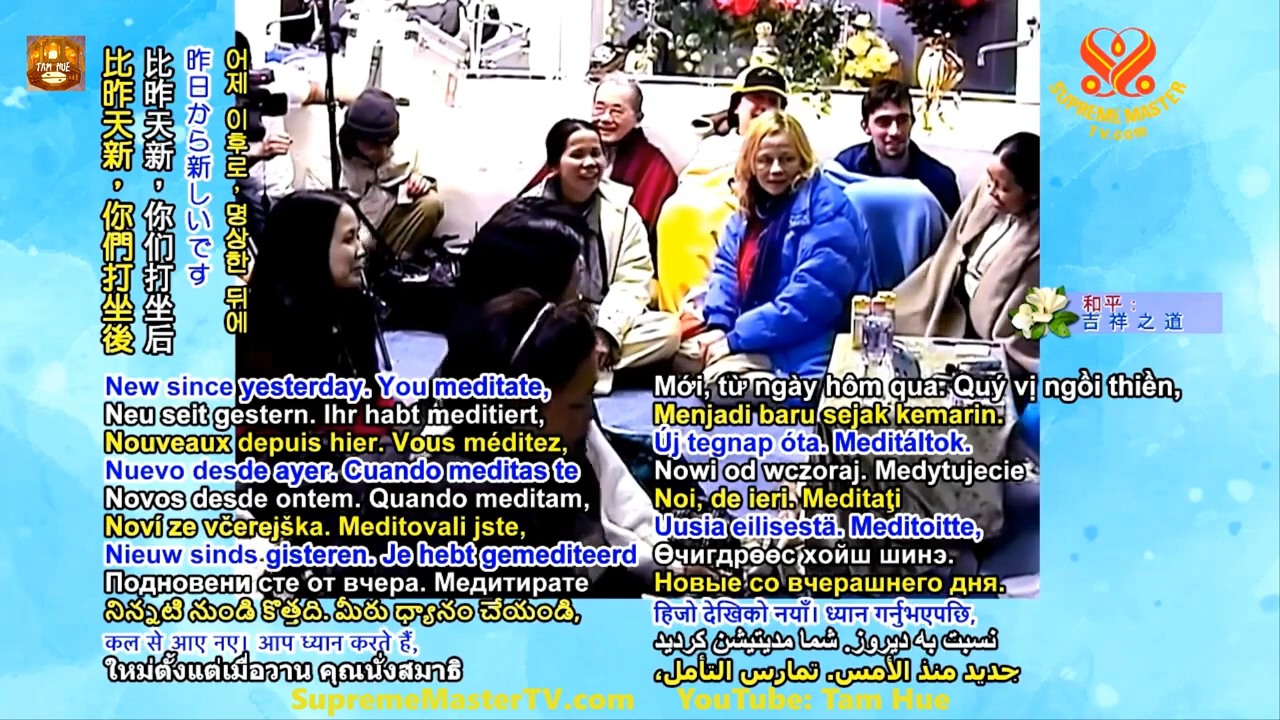 TAM HUE
比昨天新，你們打坐後
比昨天新，你们打坐后
昨日から新しいです
어제 이후로, 명상한 뒤에
SUPREME MASTER
TV.com
和平：
吉祥之道
New since yesterday. You meditate,
Neu seit gestern. Ihr habt meditiert,
Nouveaux depuis hier. Vous méditez,
Nuevo desde ayer. Cuando meditas te
Novos desde ontem. Quando meditam,
Noví ze včerejška. Meditovali jste,
Nieuw sinds gisteren. Je hebt gemediteerd
Подновени сте от вчера. Медитирате
నిన్నటి నుండి కొత్తది. మీరు ధ్యానం చేయండి,
कल से आए नए। आप ध्यान करते हैं,
ใหม่ตั้งแต่เมื่อวาน คุณนั่งสมาธิ
Mới, từ ngày hôm qua. Quý vị ngồi thiền,
Menjadi baru sejak kemarin.
Új tegnap óta. Meditáltok.
Nowi od wczoraj. Medytujecie
Noi, de ieri. Meditaţi
Uusia eilisestä. Meditoitte,
Өчигдрөөс хойш шинэ.
Новые со вчерашнего дня.
हिजो देखिको नयाँ। ध्यान गर्नुभएपछि,
نسبت به دیروز. شما مدیتیشن کردید
جديد منذ الأمس. تمارس التأمل،
SupremeMasterTV.com YouTube: Tam Hue